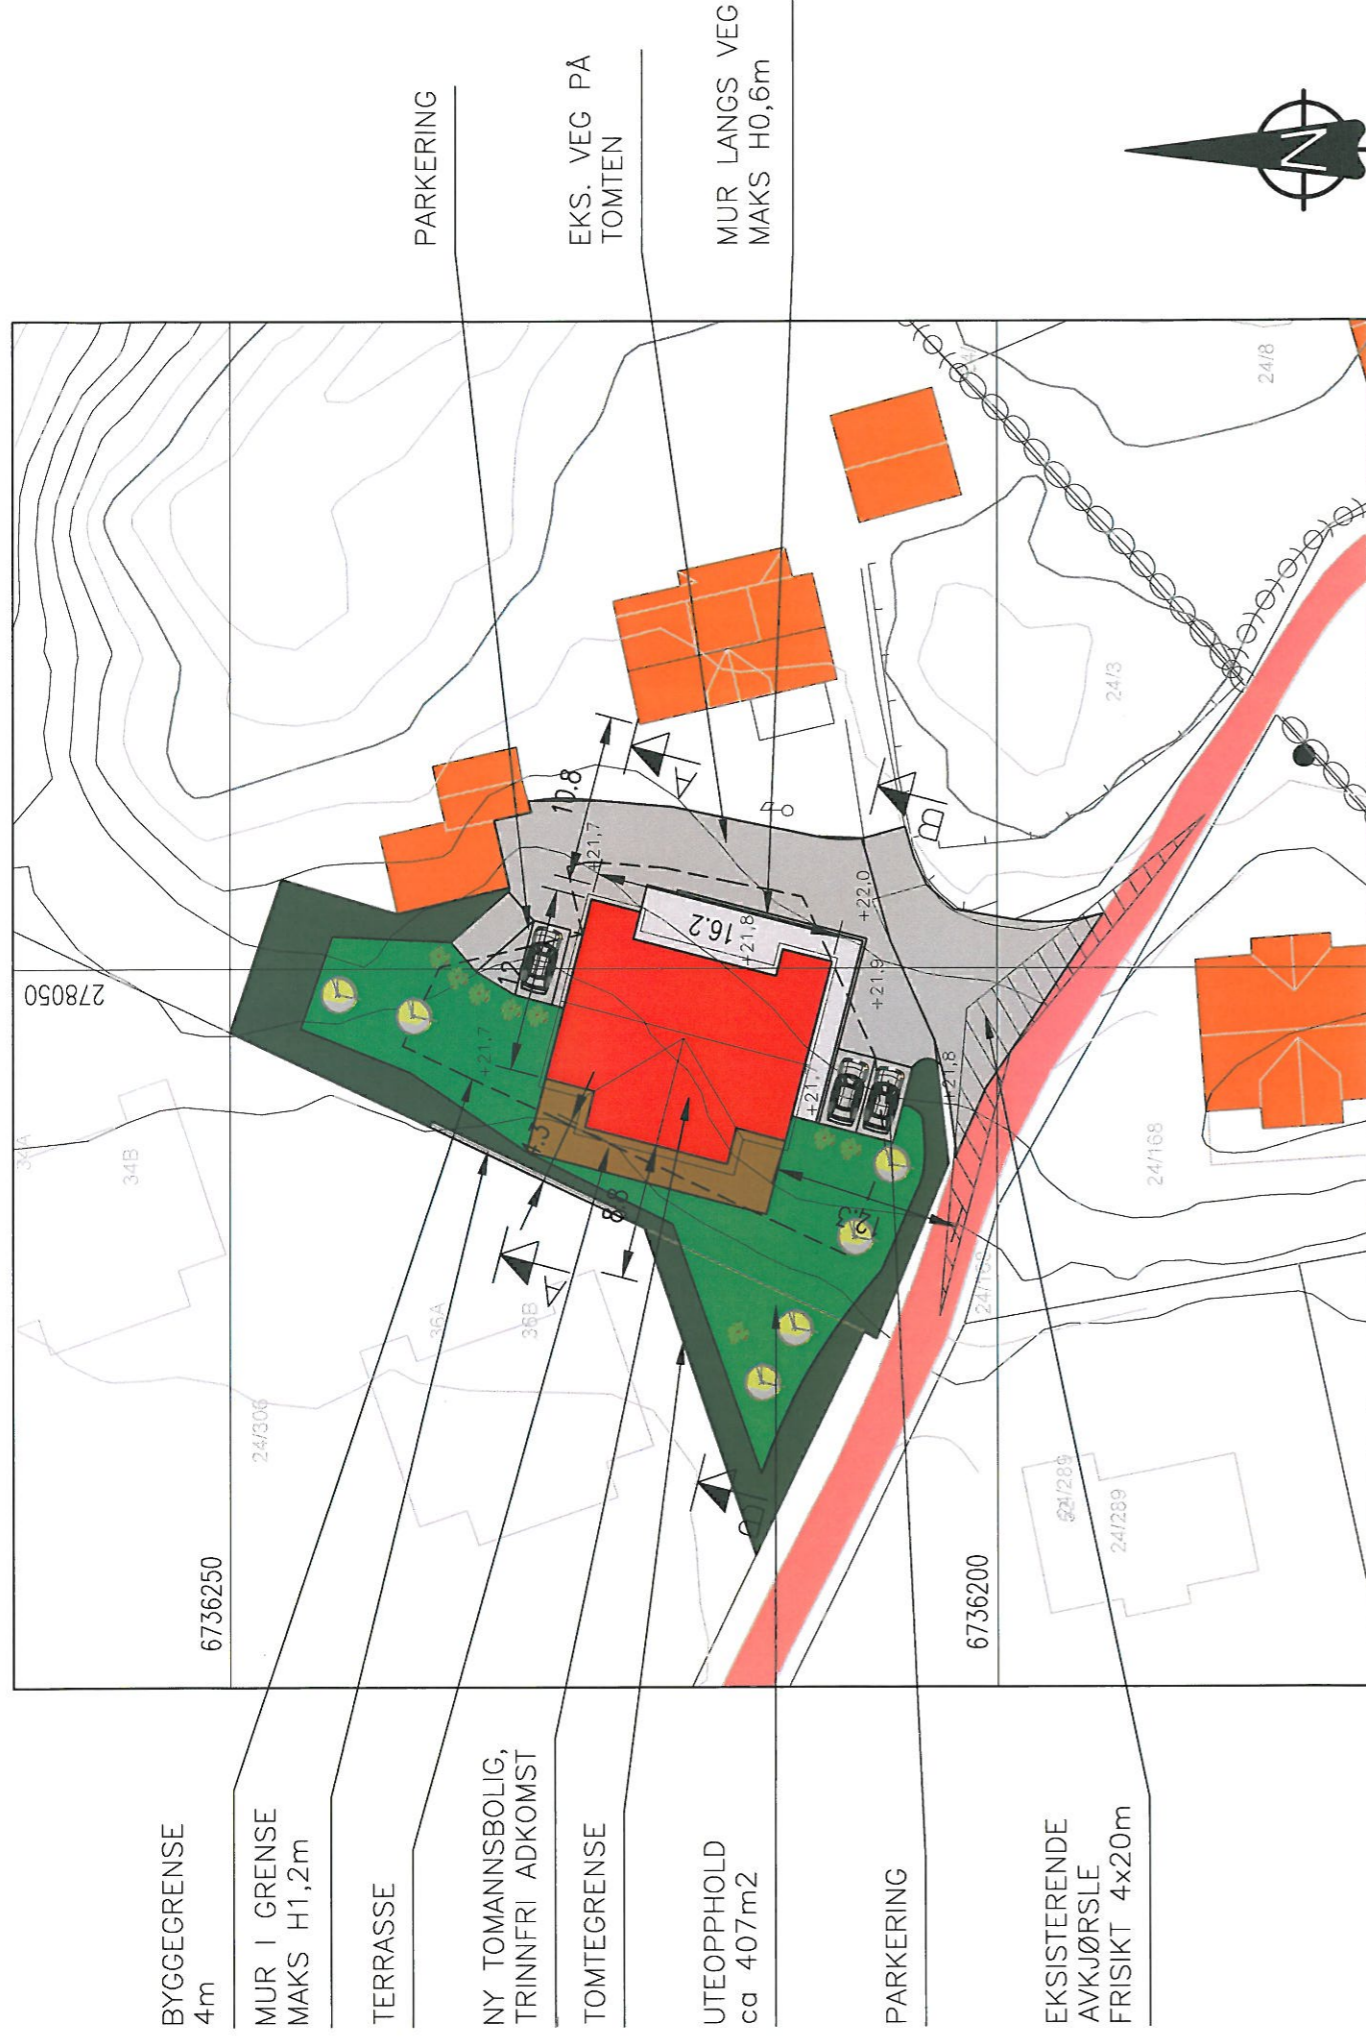 BYGGEGRENSE
4m
MUR I GRENSE
MAKS H1,2m
TERRASSE
NY TOMANNSBOLIG,
TRINNFRI ADKOMST
TOMTEGRENSE
UTEOPPHOLD
ca 407m2
PARKERING
EKSISTERENDE
AVKJØRSLE
FRISIKT 4x20m
PARKERING
EKS. VEG PÅ
TOMTEN
MUR LANGS VEG
MAKS H0,6m
N
6736250
6736200
278050
34A
34B
36A
36B
24/306
24/289
24/168
24/168
24/3
24/8
10.8
16.2
8.8
+21,7
+21,7
+21,8
+22,0
+21,9
+21,8
A
A
B
B